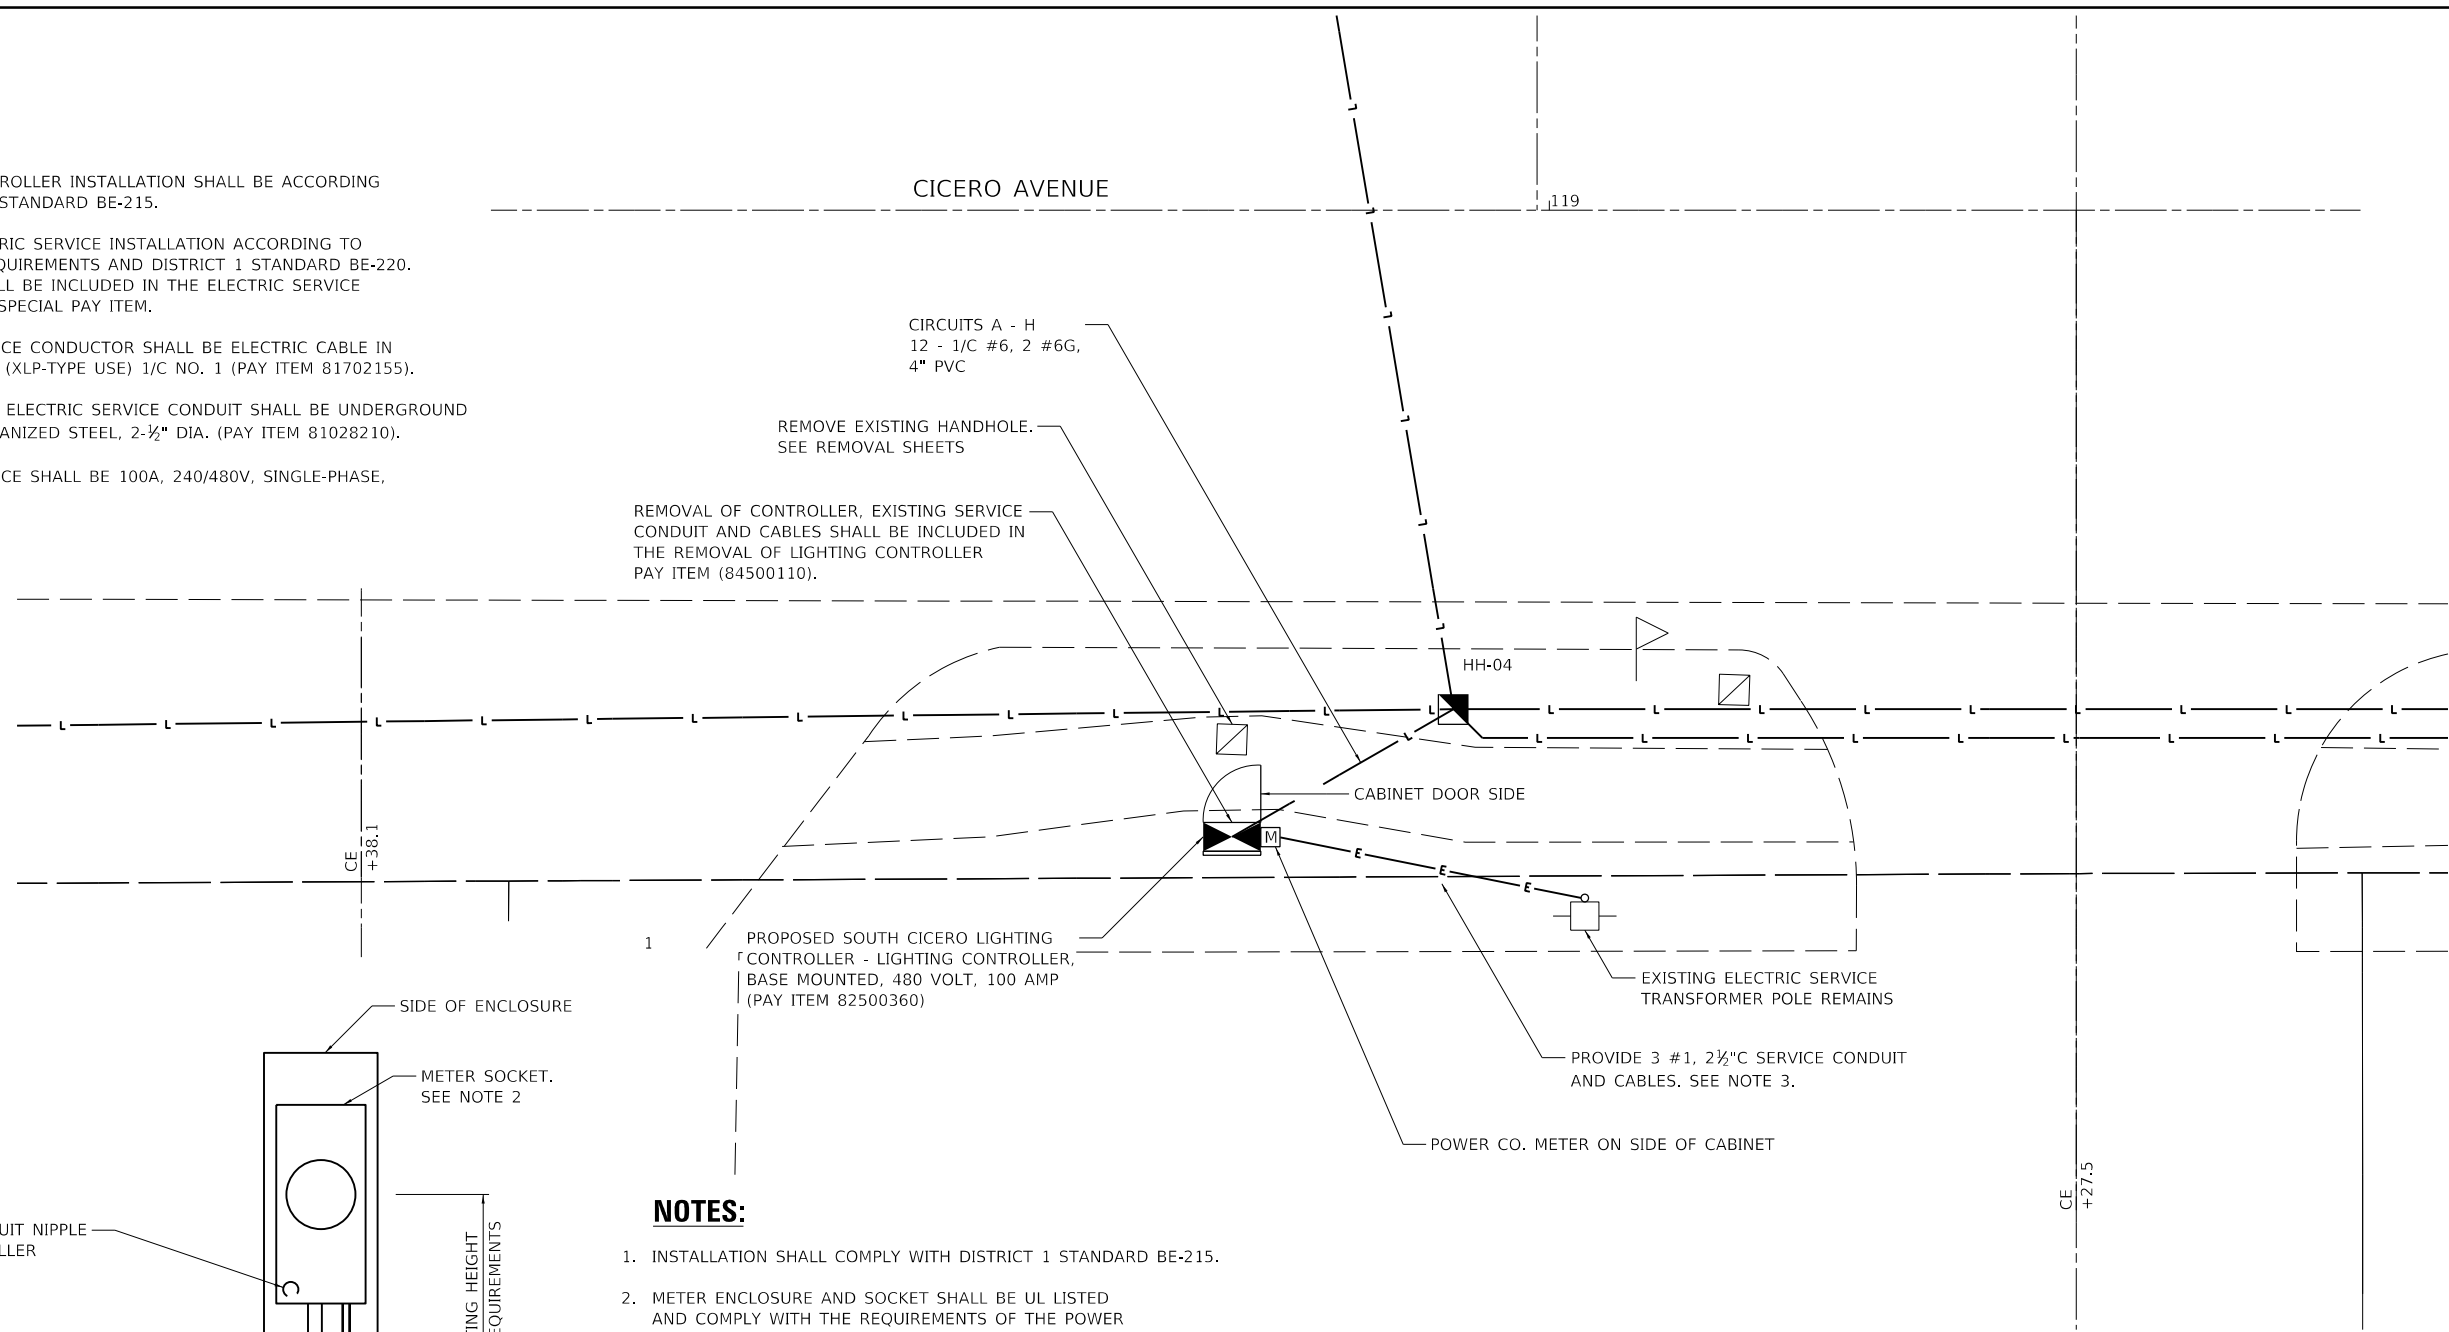 ROLLER INSTALLATION SHALL BE ACCORDING
STANDARD BE-215.
RIC SERVICE INSTALLATION ACCORDING TO
QUIREMENTS AND DISTRICT 1 STANDARD BE-220.
LL BE INCLUDED IN THE ELECTRIC SERVICE
SPECIAL PAY ITEM.
CE CONDUCTOR SHALL BE ELECTRIC CABLE IN
(XLP-TYPE USE) 1/C NO. 1 (PAY ITEM 81702155).
ELECTRIC SERVICE CONDUIT SHALL BE UNDERGROUND
ANIZED STEEL, 2-½" DIA. (PAY ITEM 81028210).
CE SHALL BE 100A, 240/480V, SINGLE-PHASE,
CICERO AVENUE
119
CIRCUITS A - H
12 - 1/C #6, 2 #6G,
4" PVC
REMOVE EXISTING HANDHOLE.
SEE REMOVAL SHEETS
REMOVAL OF CONTROLLER, EXISTING SERVICE
CONDUIT AND CABLES SHALL BE INCLUDED IN
THE REMOVAL OF LIGHTING CONTROLLER
PAY ITEM (84500110).
HH-04
L L L L L L L L L L L L L L L L L L L L L L L
L L L L L L L L L
L L L L L L
L
CABINET DOOR SIDE
M
E E E
CE
+38.1
1
PROPOSED SOUTH CICERO LIGHTING
CONTROLLER - LIGHTING CONTROLLER,
BASE MOUNTED, 480 VOLT, 100 AMP
(PAY ITEM 82500360)
EXISTING ELECTRIC SERVICE
TRANSFORMER POLE REMAINS
PROVIDE 3 #1, 2½"C SERVICE CONDUIT
AND CABLES. SEE NOTE 3.
POWER CO. METER ON SIDE OF CABINET
CE
+27.5
SIDE OF ENCLOSURE
METER SOCKET.
SEE NOTE 2
UIT NIPPLE
LLER
TING HEIGHT
EQUIREMENTS
NOTES:
1. INSTALLATION SHALL COMPLY WITH DISTRICT 1 STANDARD BE-215.
2. METER ENCLOSURE AND SOCKET SHALL BE UL LISTED
AND COMPLY WITH THE REQUIREMENTS OF THE POWER